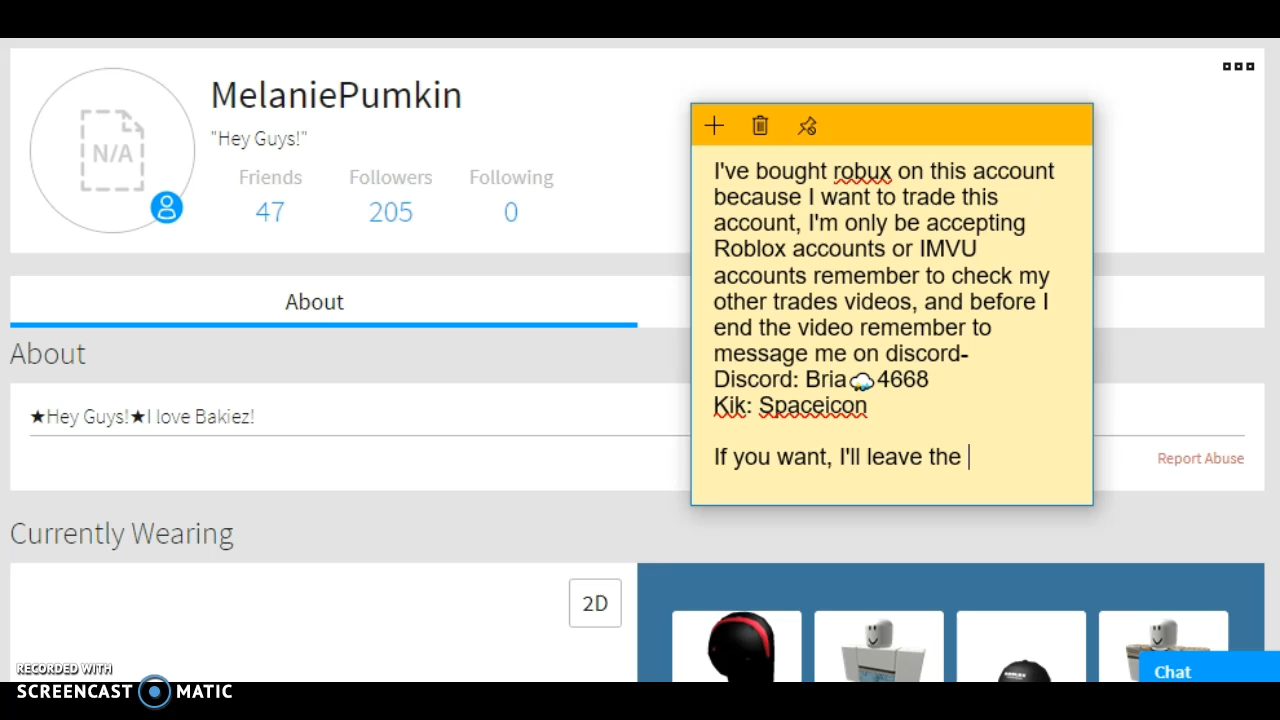 MelaniePumkin
"Hey Guys!"
Friends Followers Following
47 205 0
I've bought robux on this account
because I want to trade this
account, I'm only be accepting
Roblox accounts or IMVU
accounts remember to check my
other trades videos, and before I
end the video remember to
message me on discord-
Discord: Bria🌩4668
Kik: Spaceicon
If you want, I'll leave the
N/A
About
About
★Hey Guys!★I love Bakiez!
Report Abuse
Currently Wearing
2D
Chat
RECORDED WITH
SCREENCAST MATIC